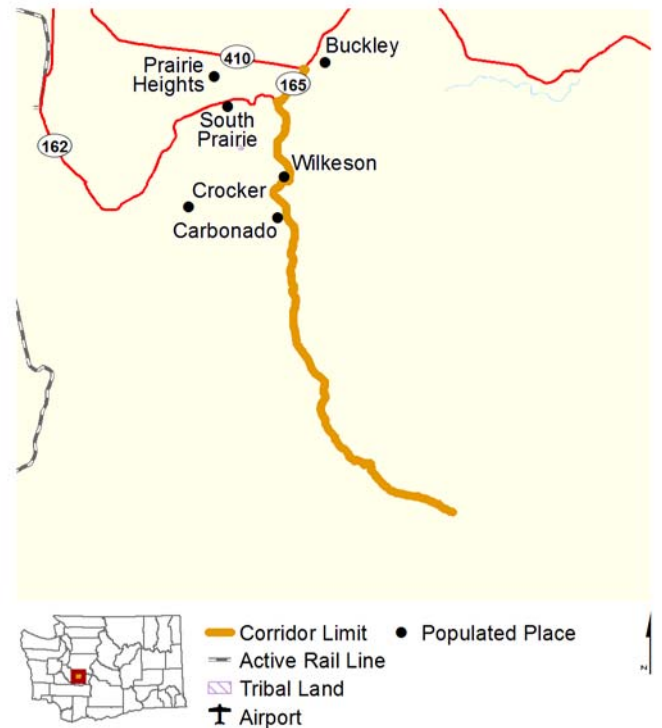 Buckley
410
Prairie
Heights
165
South
Prairie
162
Wilkeson
Crocker
Carbonado
Corridor Limit
Populated Place
Active Rail Line
Tribal Land
Airport
N